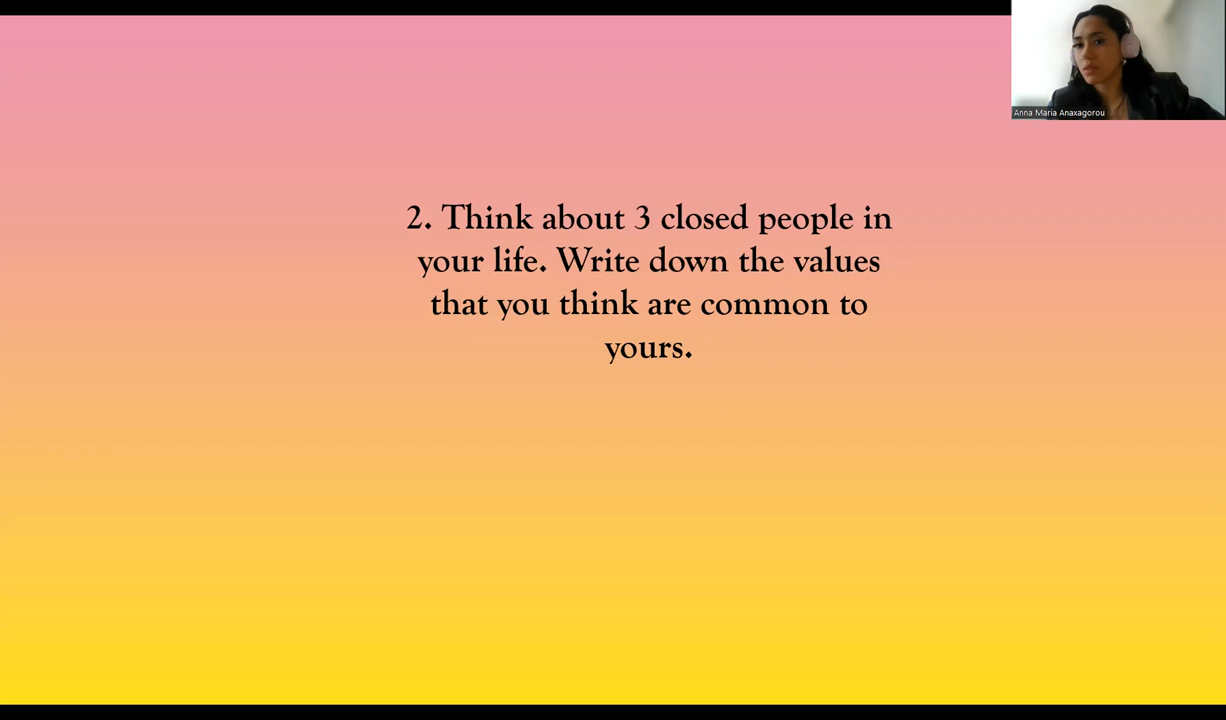 Anna Maria Anaxagorou
2. Think about 3 closed people in
your life. Write down the values
that you think are common to
yours.